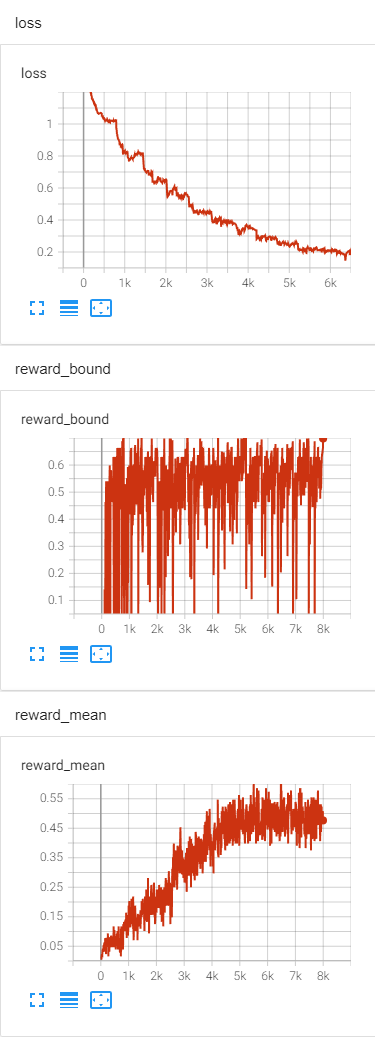 loss
loss
1
0.8
0.6
0.4
0.2
0 1k 2k 3k 4k 5k 6k
reward_bound
reward_bound
0.6
0.5
0.4
0.3
0.2
0.1
0 1k 2k 3k 4k 5k 6k 7k 8k
reward_mean
reward_mean
0.55
0.45
0.35
0.25
0.15
0.05
0 1k 2k 3k 4k 5k 6k 7k 8k